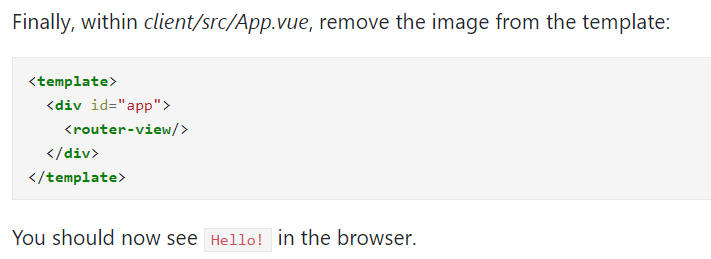 Finally, within client/src/App.vue, remove the image from the template:
<template>
  <div id="app">
    <router-view/>
  </div>
</template>
You should now see Hello! in the browser.